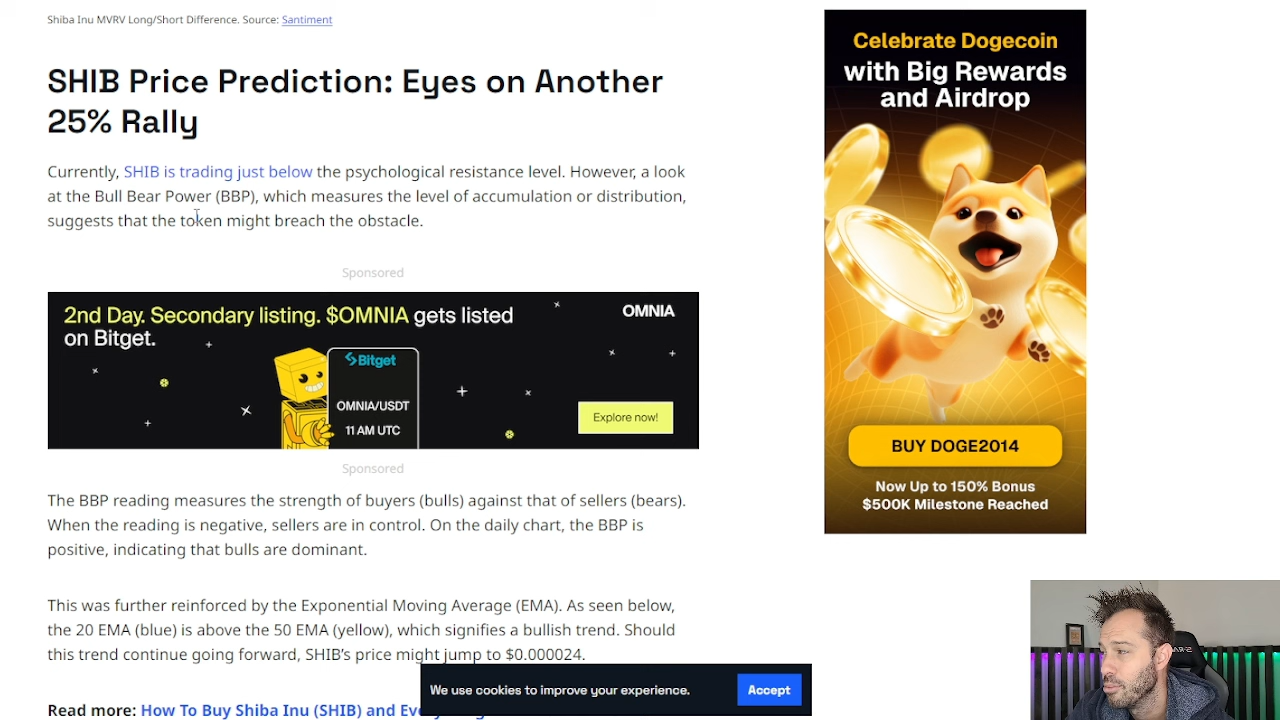 Shiba Inu MVRV Long/Short Difference. Source: Santiment
SHIB Price Prediction: Eyes on Another
25% Rally
Currently, SHIB is trading just below the psychological resistance level. However, a look
at the Bull Bear Power (BBP), which measures the level of accumulation or distribution,
suggests that the token might breach the obstacle.
Sponsored
2nd Day. Secondary listing. $OMNIA gets listed
on Bitget.
OMNIA
Bitget
OMNIA/USDT
11 AM UTC
Explore now!
Sponsored
The BBP reading measures the strength of buyers (bulls) against that of sellers (bears).
When the reading is negative, sellers are in control. On the daily chart, the BBP is
positive, indicating that bulls are dominant.
This was further reinforced by the Exponential Moving Average (EMA). As seen below,
the 20 EMA (blue) is above the 50 EMA (yellow), which signifies a bullish trend. Should
this trend continue going forward, SHIB's price might jump to $0.000024.
Read more: How To Buy Shiba Inu (SHIB) and
We use cookies to improve your experience.
Accept
Celebrate Dogecoin
with Big Rewards
and Airdrop
BUY DOGE2014
Now Up to 150% Bonus
$500K Milestone Reached